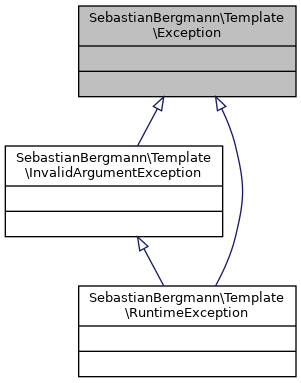 SebastianBergmann\Template
\Exception
SebastianBergmann\Template
\InvalidArgumentException
SebastianBergmann\Template
\RuntimeException